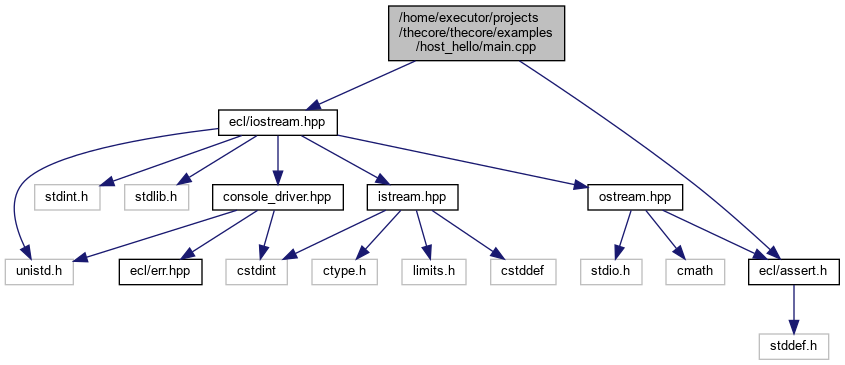 /home/executor/projects
/thecore/thecore/examples
/host_hello/main.cpp
ecl/iostream.hpp
stdint.h
stdlib.h
console_driver.hpp
istream.hpp
ostream.hpp
unistd.h
ecl/err.hpp
cstdint
ctype.h
limits.h
cstddef
stdio.h
cmath
ecl/assert.h
stddef.h